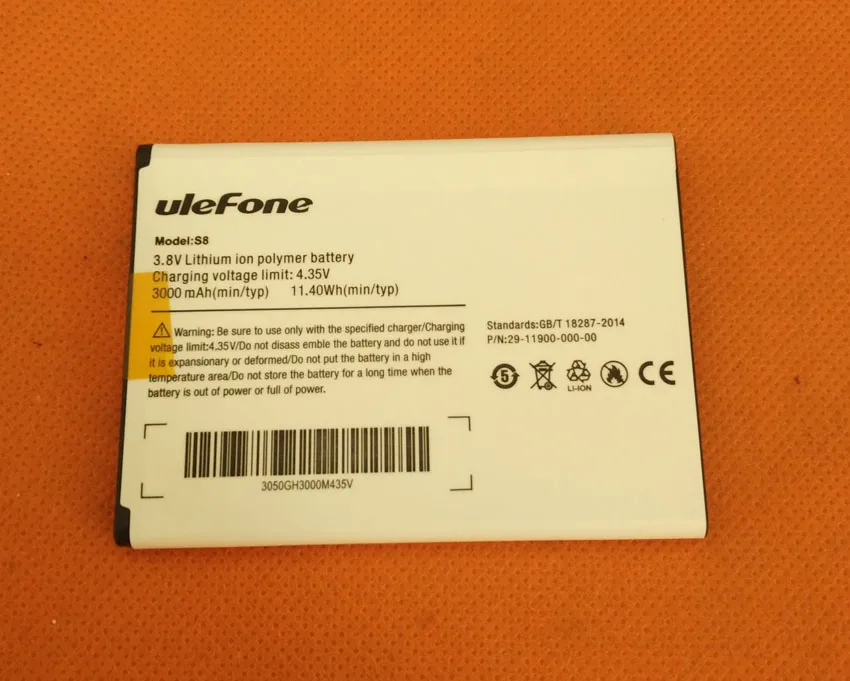 ulefone
Model:S8
3.8V Lithium ion polymer battery
Charging voltage limit: 4.35V
3000 mAh(min/typ) 11.40Wh(min/typ)
Warning: Be sure to use only with the specified charger/Charging
voltage limit:4.35V/Do not disass emble the battery and do not use it if
it is expansionary or deformed/Do not put the battery in a high
temperature area/Do not store the battery for a long time when the
battery is out of power or full of power.
Standards:GB/T 18287-2014
P/N:29-11900-000-00
5
LI-ION
CE
3050GH3000M435V